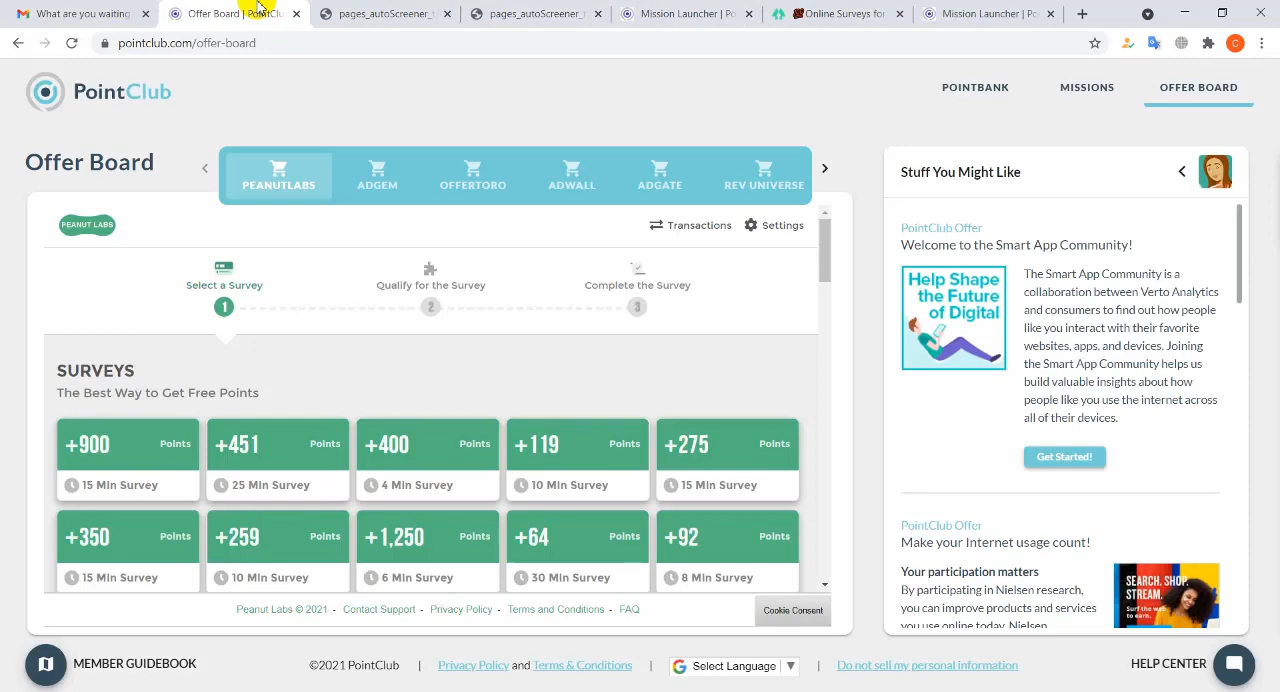 What are you waiting
Offer Board | PointClub
pages_autoScreener_t
pages_autoScreener_t
Mission Launcher | Po
Online Surveys for
Mission Launcher | Po
pointclub.com/offer-board
C
PointClub
POINTBANK
MISSIONS
OFFER BOARD
Offer Board
PEANUTLABS
ADGEM
OFFERTORO
ADWALL
ADGATE
REV UNIVERSE
PEANUT LABS
Transactions
Settings
Select a Survey
Qualify for the Survey
Complete the Survey
1
2
3
SURVEYS
The Best Way to Get Free Points
+900 Points
+451 Points
+400 Points
+119 Points
+275 Points
15 Min Survey
25 Min Survey
4 Min Survey
10 Min Survey
15 Min Survey
+350 Points
+259 Points
+1,250 Points
+64 Points
+92 Points
15 Min Survey
10 Min Survey
6 Min Survey
30 Min Survey
8 Min Survey
Peanut Labs © 2021 - Contact Support - Privacy Policy - Terms and Conditions - FAQ
Cookie Consent
Stuff You Might Like
PointClub Offer
Welcome to the Smart App Community!
Help Shape
the Future
of Digital
The Smart App Community is a
collaboration between Verto Analytics
and consumers to find out how people
like you interact with their favorite
websites, apps, and devices. Joining
the Smart App Community helps us
build valuable insights about how
people like you use the internet across
all of their devices.
Get Started!
PointClub Offer
Make your Internet usage count!
Your participation matters
By participating in Nielsen research,
you can improve products and services
you use online today. Nielsen
SEARCH. SHOP.
STREAM.
Surf the web
to earn.
MEMBER GUIDEBOOK
©2021 PointClub | Privacy Policy and Terms & Conditions | Select Language ▼ | Do not sell my personal information
HELP CENTER